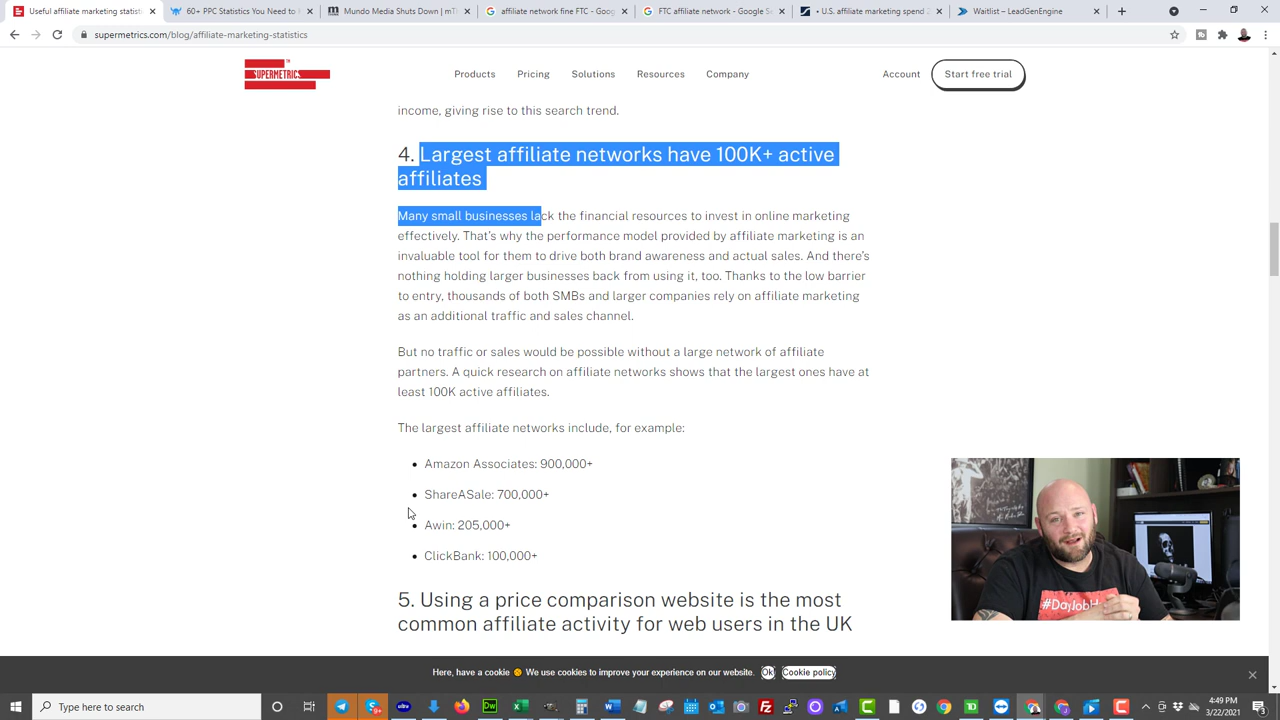 Useful affiliate marketing statist
60+ PPC Statistics You Need to
Mundo Media Shuts Down | mT
affiliate network fine FTC - Goog
FTC affiliate network - Google Se
U.S. affiliate marketing spend 2
Waitlist – LeadGenEngine
supermetrics.com/blog/affiliate-marketing-statistics
SUPERMETRICS
Products
Pricing
Solutions
Resources
Company
Account
Start free trial
income, giving rise to this search trend.
4. Largest affiliate networks have 100K+ active
affiliates
Many small businesses lack the financial resources to invest in online marketing
effectively. That's why the performance model provided by affiliate marketing is an
invaluable tool for them to drive both brand awareness and actual sales. And there's
nothing holding larger businesses back from using it, too. Thanks to the low barrier
to entry, thousands of both SMBs and larger companies rely on affiliate marketing
as an additional traffic and sales channel.
But no traffic or sales would be possible without a large network of affiliate
partners. A quick research on affiliate networks shows that the largest ones have at
least 100K active affiliates.
The largest affiliate networks include, for example:
• Amazon Associates: 900,000+
• ShareASale: 700,000+
• Awin: 205,000+
• ClickBank: 100,000+
#DayJobH
5. Using a price comparison website is the most
common affiliate activity for web users in the UK
Here, have a cookie 🍪 We use cookies to improve your experience on our website.
Ok
Cookie policy
Type here to search
4:49 PM
3/22/2021